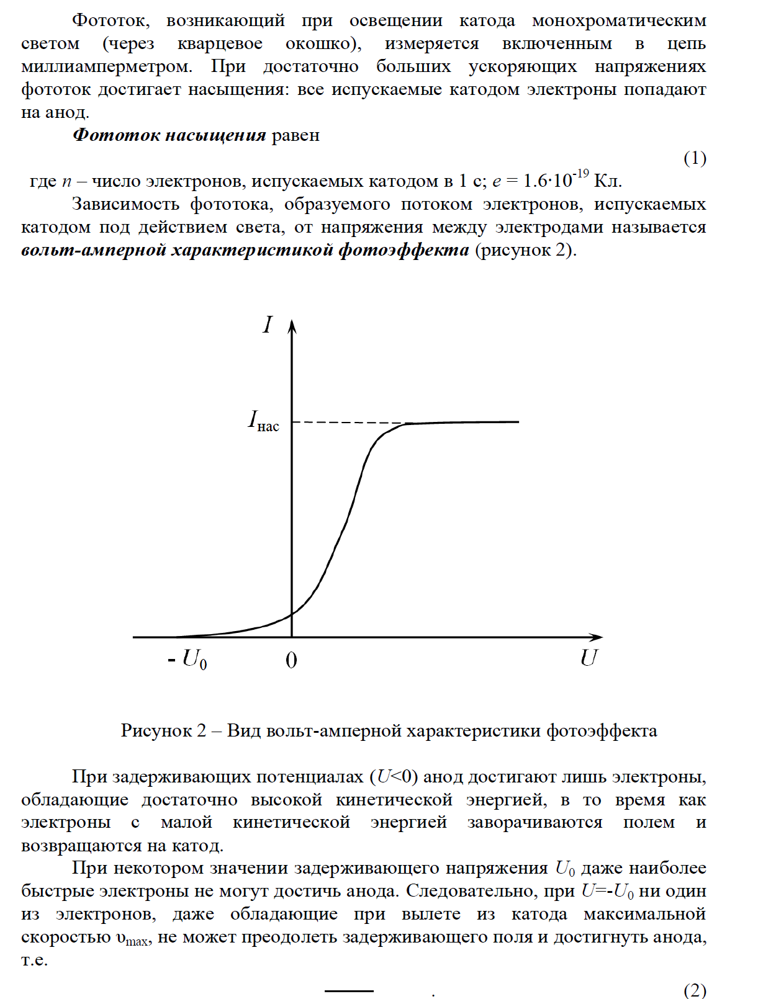 Фототок, возникающий при освещении катода монохроматическим
светом (через кварцевое окошко), измеряется включенным в цепь
миллиамперметром. При достаточно больших ускоряющих напряжениях
фототок достигает насыщения: все испускаемые катодом электроны попадают
на анод.
Фототок насыщения равен
(1)
где n – число электронов, испускаемых катодом в 1 с; e = 1.6·10⁻¹⁹ Кл.
Зависимость фототока, образуемого потоком электронов, испускаемых
катодом под действием света, от напряжения между электродами называется
вольт-амперной характеристикой фотоэффекта (рисунок 2).
I
Iнас
- U₀ 0 U
Рисунок 2 – Вид вольт-амперной характеристики фотоэффекта
При задерживающих потенциалах (U<0) анод достигают лишь электроны,
обладающие достаточно высокой кинетической энергией, в то время как
электроны с малой кинетической энергией заворачиваются полем и
возвращаются на катод.
При некотором значении задерживающего напряжения U₀ даже наиболее
быстрые электроны не могут достичь анода. Следовательно, при U=-U₀ ни один
из электронов, даже обладающие при вылете из катода максимальной
скоростью υmax, не может преодолеть задерживающего поля и достигнуть анода,
т.е.
. (2)